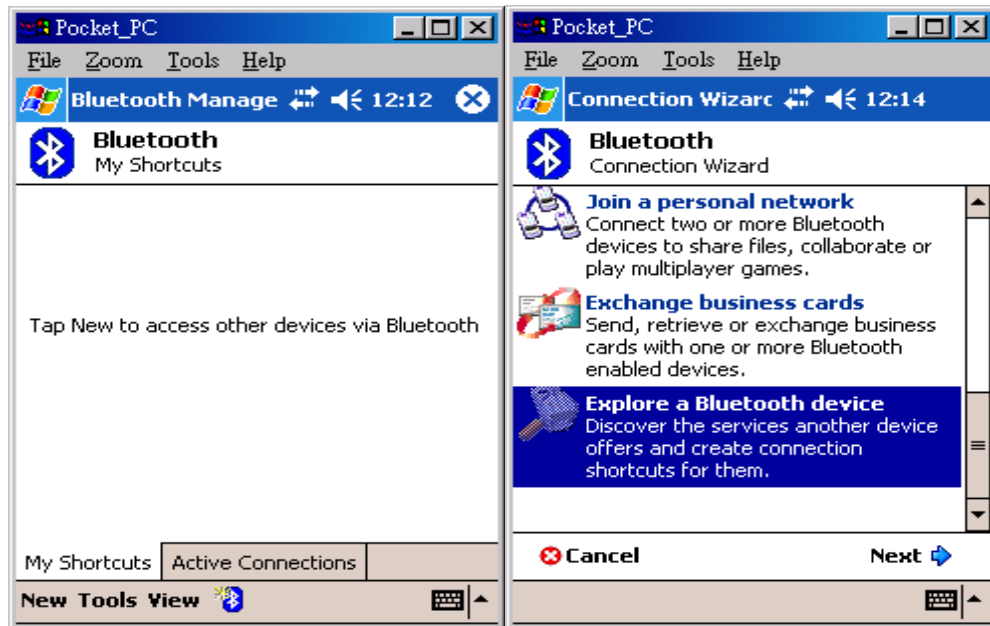 Pocket_PC
File Zoom Tools Help
Bluetooth Manage 12:12
Bluetooth
My Shortcuts
Tap New to access other devices via Bluetooth
My Shortcuts Active Connections
New Tools View
Pocket_PC
File Zoom Tools Help
Connection Wizarc 12:14
Bluetooth
Connection Wizard
Join a personal network
Connect two or more Bluetooth
devices to share files, collaborate or
play multiplayer games.
Exchange business cards
Send, retrieve or exchange business
cards with one or more Bluetooth
enabled devices.
Explore a Bluetooth device
Discover the services another device
offers and create connection
shortcuts for them.
Cancel Next